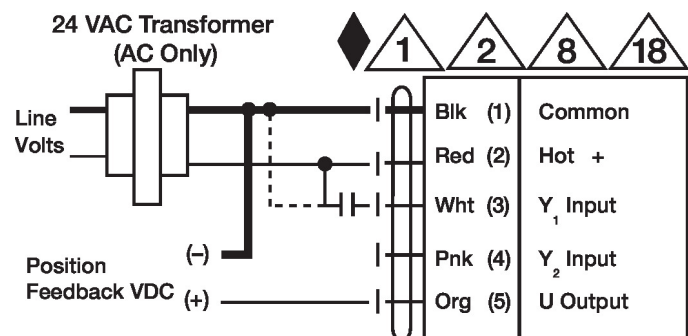 24 VAC Transformer
(AC Only)
1 2 8 18
Line
Volts
Blk (1) Common
Red (2) Hot +
Wht (3) Y1 Input
(-)
Pnk (4) Y2 Input
Position
Feedback VDC (+)
Org (5) U Output